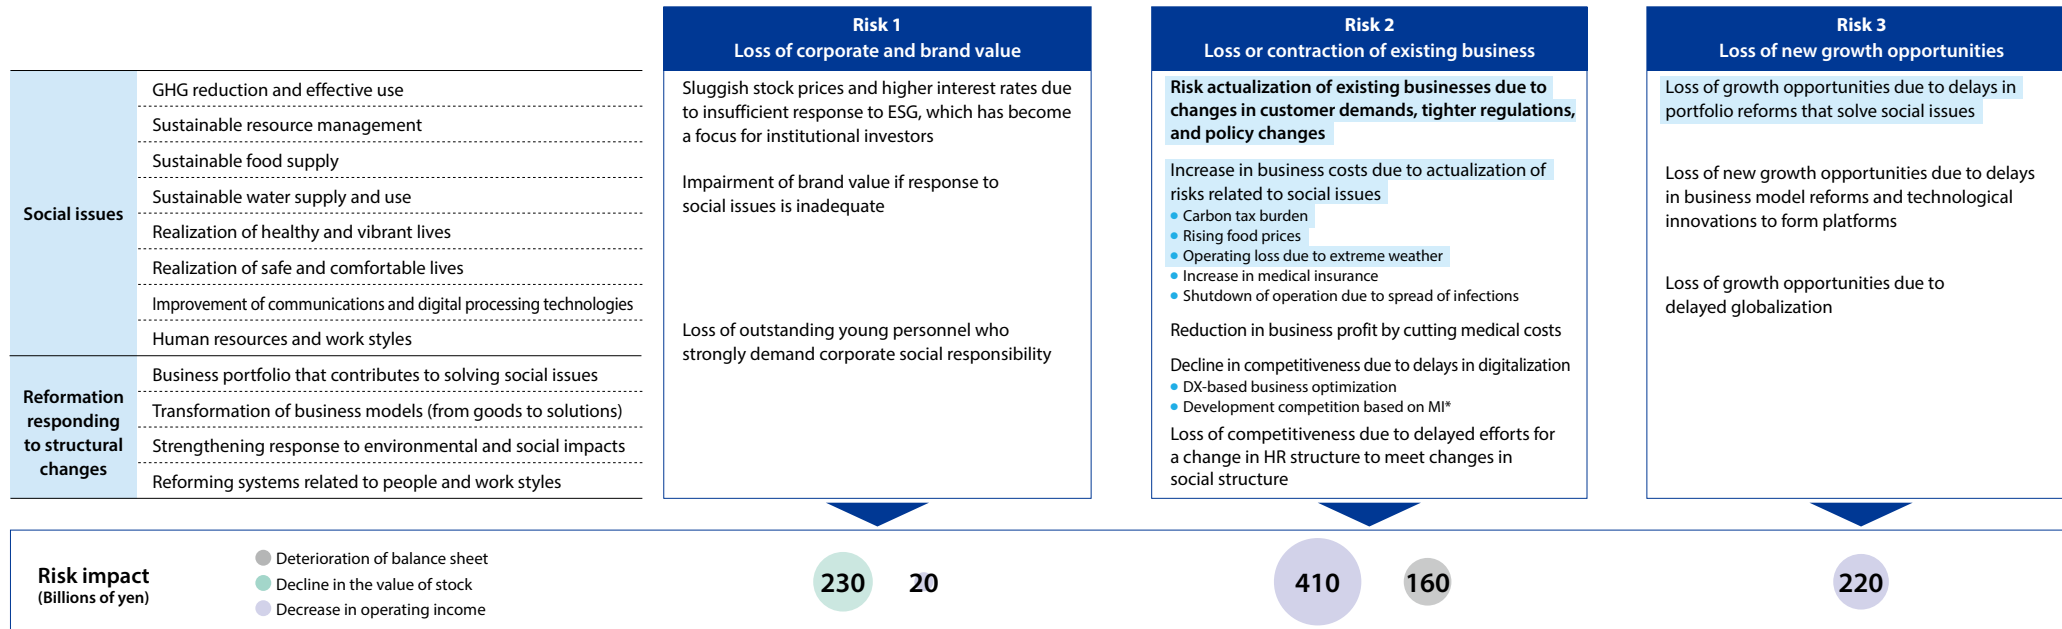 Social issues
GHG reduction and effective use
Sustainable resource management
Sustainable food supply
Sustainable water supply and use
Realization of healthy and vibrant lives
Realization of safe and comfortable lives
Improvement of communications and digital processing technologies
Human resources and work styles
Reformation
responding
to structural
changes
Business portfolio that contributes to solving social issues
Transformation of business models (from goods to solutions)
Strengthening response to environmental and social impacts
Reforming systems related to people and work styles
Risk 1
Loss of corporate and brand value
Sluggish stock prices and higher interest rates due
to insufficient response to ESG, which has become
a focus for institutional investors
Impairment of brand value if response to
social issues is inadequate
Loss of outstanding young personnel who
strongly demand corporate social responsibility
Risk 2
Loss or contraction of existing business
Risk actualization of existing businesses due to
changes in customer demands, tighter regulations,
and policy changes
Increase in business costs due to actualization of
risks related to social issues
• Carbon tax burden
• Rising food prices
• Operating loss due to extreme weather
• Increase in medical insurance
• Shutdown of operation due to spread of infections
Reduction in business profit by cutting medical costs
Decline in competitiveness due to delays in digitalization
• DX-based business optimization
• Development competition based on MI*
Loss of competitiveness due to delayed efforts for
a change in HR structure to meet changes in
social structure
Risk 3
Loss of new growth opportunities
Loss of growth opportunities due to delays in
portfolio reforms that solve social issues
Loss of new growth opportunities due to delays
in business model reforms and technological
innovations to form platforms
Loss of growth opportunities due to
delayed globalization
Risk impact
(Billions of yen)
Deterioration of balance sheet
Decline in the value of stock
Decrease in operating income
230
20
410
160
220